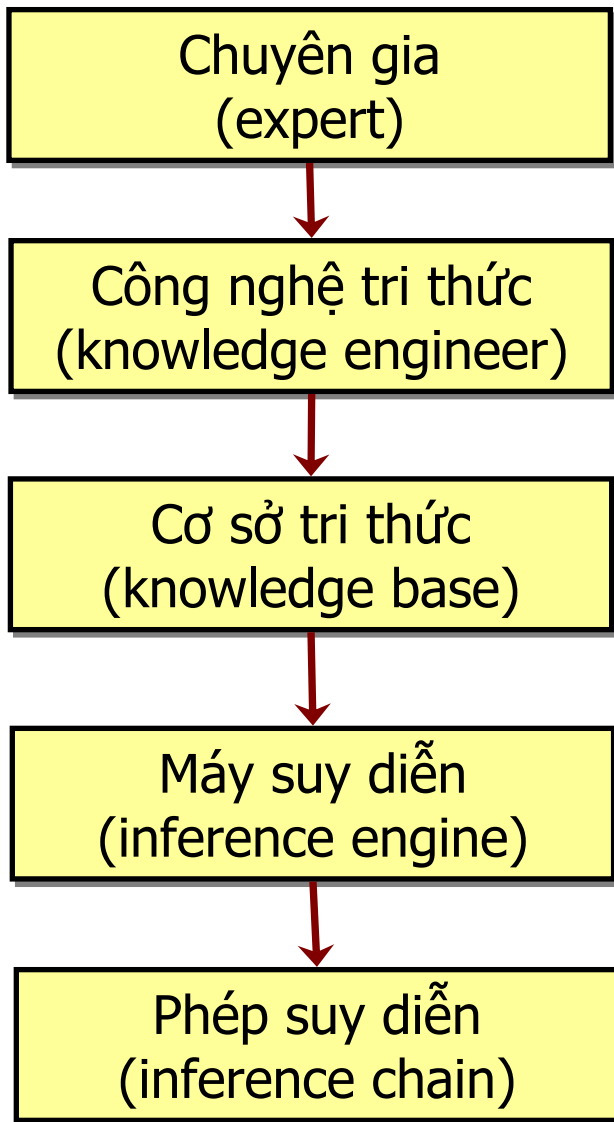 Chuyên gia
(expert)
Công nghệ tri thức
(knowledge engineer)
Cơ sở tri thức
(knowledge base)
Máy suy diễn
(inference engine)
Phép suy diễn
(inference chain)